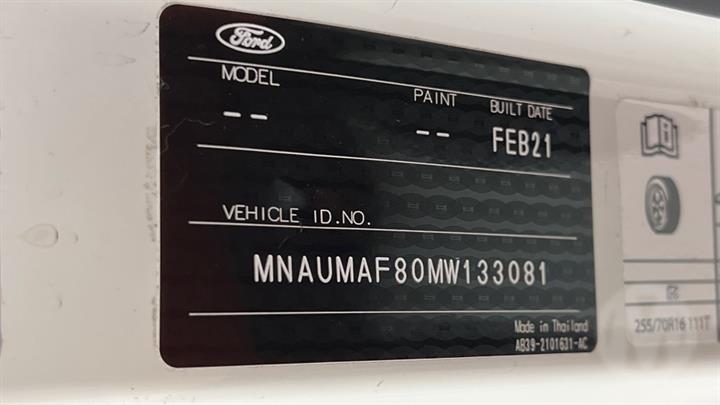 Ford
MODEL PAINT BUILT DATE
-- -- FEB21
VEHICLE ID.NO.
MNAUMAF80MW133081
Made in Thailand
AB39-2101631-AC
255/70R16 111T